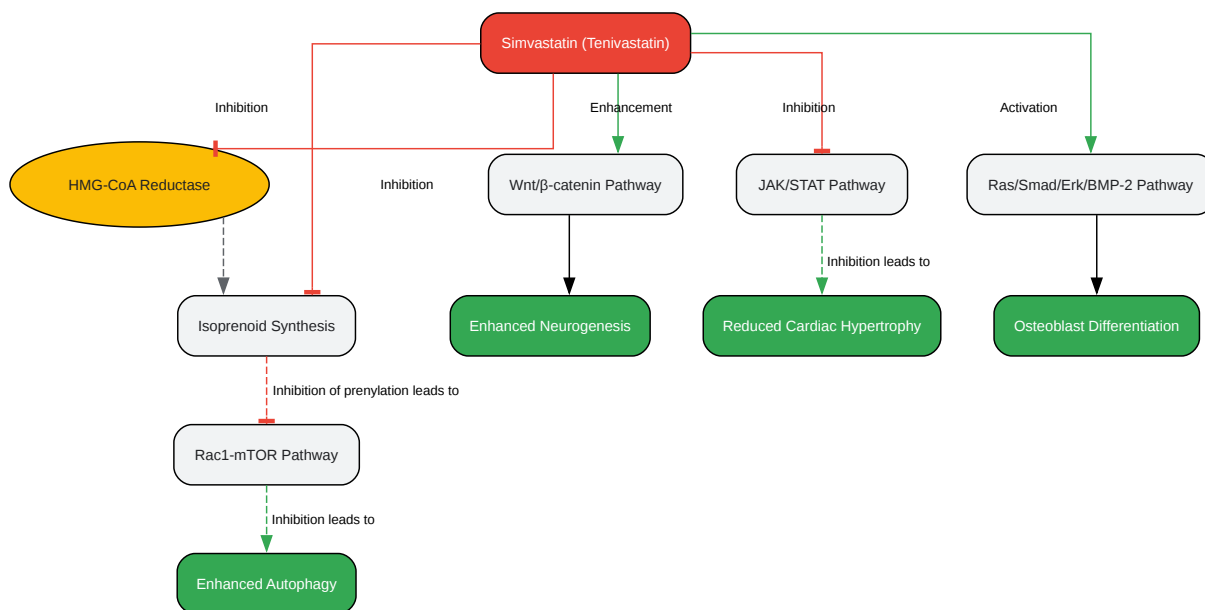 Simvastatin (Tenivastatin)
Inhibition
Enhancement
Inhibition
Activation
HMG-CoA Reductase
Inhibition
Wnt/β-catenin Pathway
JAK/STAT Pathway
Ras/Smad/Erk/BMP-2 Pathway
Inhibition leads to
Isoprenoid Synthesis
Enhanced Neurogenesis
Reduced Cardiac Hypertrophy
Osteoblast Differentiation
Inhibition of prenylation leads to
Rac1-mTOR Pathway
Inhibition leads to
Enhanced Autophagy